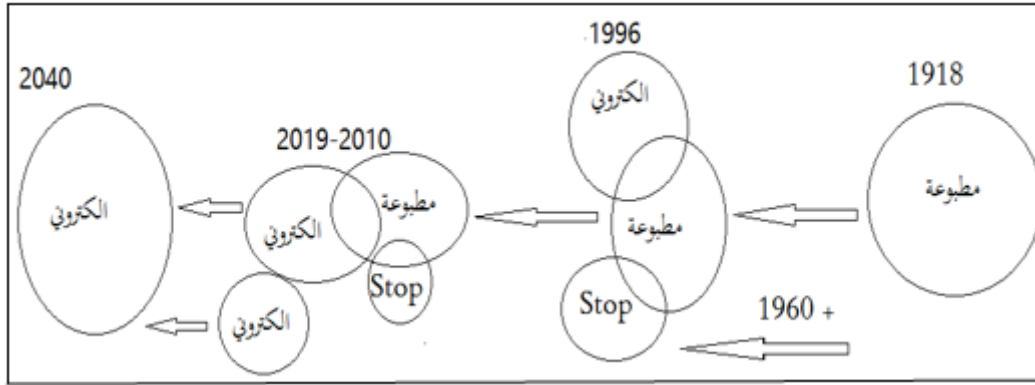 1918
مطبوعة
1960 +
1996
الكتروني
مطبوعة
Stop
2019-2010
مطبوعة
الكتروني
Stop
الكتروني
2040
الكتروني